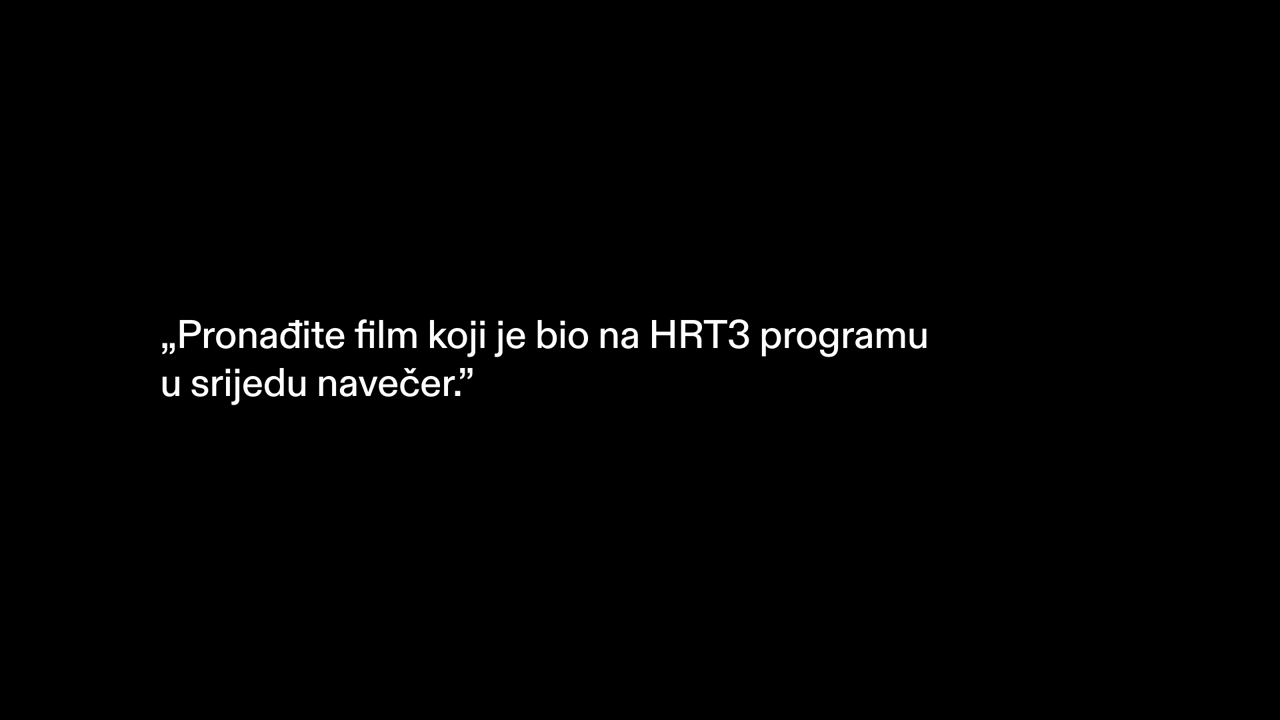 „Pronađite film koji je bio na HRT3 programu
u srijedu navečer.”